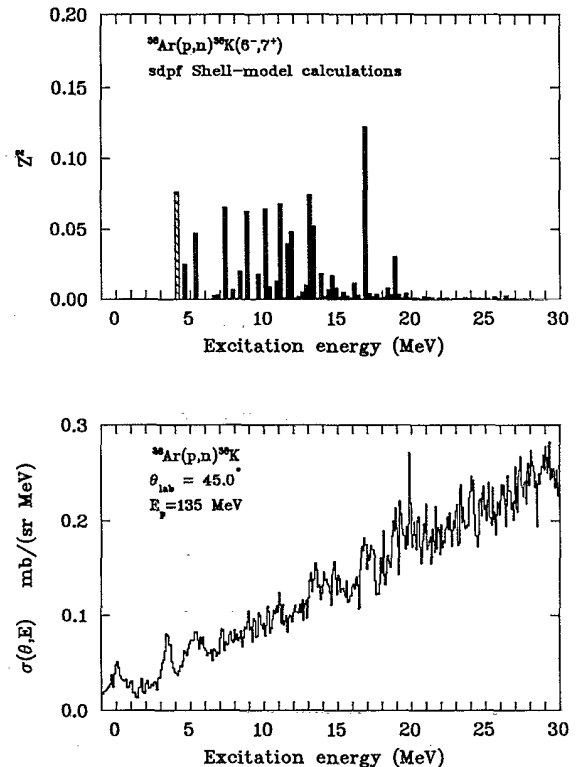 0.20
³⁶Ar(p,n)³⁶K(6⁻,7⁺)
sdpf Shell-model calculations
0.15
Z²
0.10
0.05
0.00
0 5 10 15 20 25 30
Excitation energy (MeV)
0.3
³⁶Ar(p,n)³⁶K
θlab = 45.0°
Ep=135 MeV
σ(θ,E) mb/(sr MeV)
0.2
0.1
0.0
0 5 10 15 20 25 30
Excitation energy (MeV)